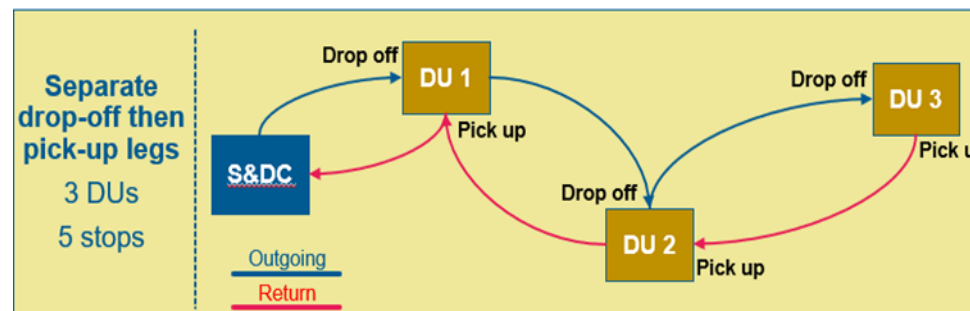 Separate
drop-off then
pick-up legs
3 DUs
5 stops
Drop off
DU 1
Pick up
S&DC
Drop off
DU 2
Pick up
Drop off
DU 3
Pick u
Outgoing
Return